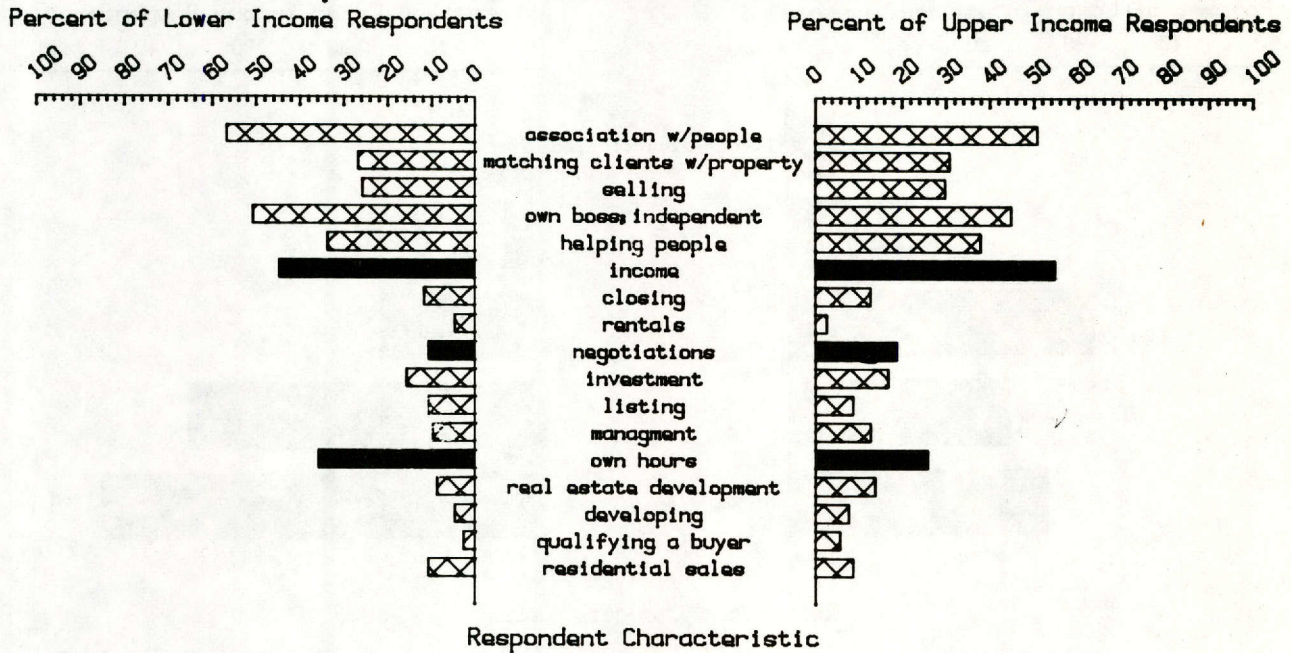 Percent of Lower Income Respondents
Percent of Upper Income Respondents
100 90 80 70 60 50 40 30 20 10 0
0 10 20 30 40 50 60 70 80 90 100
association w/people
matching clients w/property
selling
own boss; independent
helping people
income
closing
rentals
negotiations
investment
listing
managment
own hours
real estate development
developing
qualifying a buyer
residential sales
Respondent Characteristic